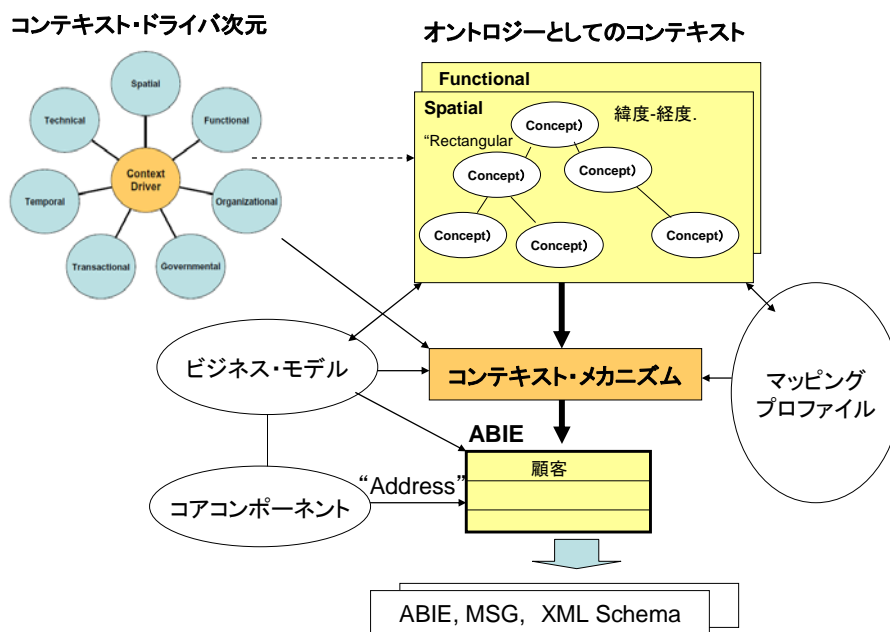 コンテキスト・ドライバ次元
オントロジーとしてのコンテキスト
Spatial
Technical
Functional
Context
Driver
Temporal
Organizational
Transactional
Governmental
Functional
Spatial
緯度-経度.
“Rectangular
Concept)
Concept)
Concept)
Concept)
Concept)
Concept)
ビジネス・モデル
コンテキスト・メカニズム
マッピング
プロファイル
ABIE
顧客
“Address”
コアコンポーネント
ABIE, MSG, XML Schema